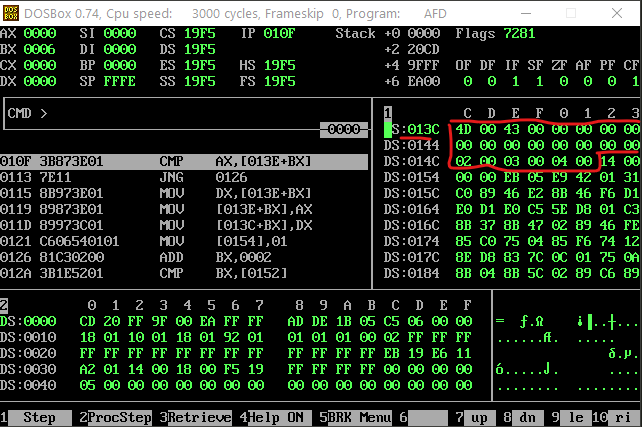 DOSBox 0.74, Cpu speed: 3000 cycles, Frameskip 0, Program: AFD
AX 0000 SI 0000 CS 19F5 IP 010F Stack +0 0000 Flags 7281
BX 0006 DI 0000 DS 19F5 +2 20CD
CX 0000 BP 0000 ES 19F5 HS 19F5 +4 9FFF OF DF IF SF ZF AF PF CF
DX 0000 SP FFFE SS 19F5 FS 19F5 +6 EA00 0 0 1 1 0 0 0 1
CMD >
0000
1 C D E F 0 1 2 3
DS:013C 4D 00 43 00 00 00 00 00
DS:0144 00 00 00 00 00 00 00 00
DS:014C 02 00 03 00 04 00 14 00
DS:0154 00 00 EB 05 E9 42 01 31
DS:015C C0 89 46 E2 8B 46 F6 D1
DS:0164 E0 D1 E0 C5 5E D8 01 C3
DS:016C 8B 37 8B 47 02 89 46 FE
DS:0174 85 C0 75 04 85 F6 74 12
DS:017C 8E D8 83 7C 0C 01 75 0A
DS:0184 8B 04 8B 5C 02 89 C6 89
010F 3B873E01 CMP AX,[013E+BX]
0113 7E11 JNG 0126
0115 8B973E01 MOV DX,[013E+BX]
0119 89873E01 MOV [013E+BX],AX
011D 89973C01 MOV [013C+BX],DX
0121 C606540101 MOV [0154],01
0126 81C30200 ADD BX,0002
012A 3B1E5201 CMP BX,[0152]
2 0 1 2 3 4 5 6 7 8 9 A B C D E F
DS:0000 CD 20 FF 9F 00 EA FF FF AD DE 1B 05 C5 06 00 00
DS:0010 18 01 10 01 18 01 92 01 01 01 01 00 02 FF FF FF
DS:0020 FF FF FF FF FF FF FF FF FF FF FF FF EB 19 E6 11
DS:0030 A2 01 14 00 18 00 F5 19 FF FF FF FF 00 00 00 00
DS:0040 05 00 00 00 00 00 00 00 00 00 00 00 00 00 00 00
1 Step 2ProcStep 3Retrieve 4Help ON 5BRK Menu 6 7 up 8 dn 9 le 10 ri